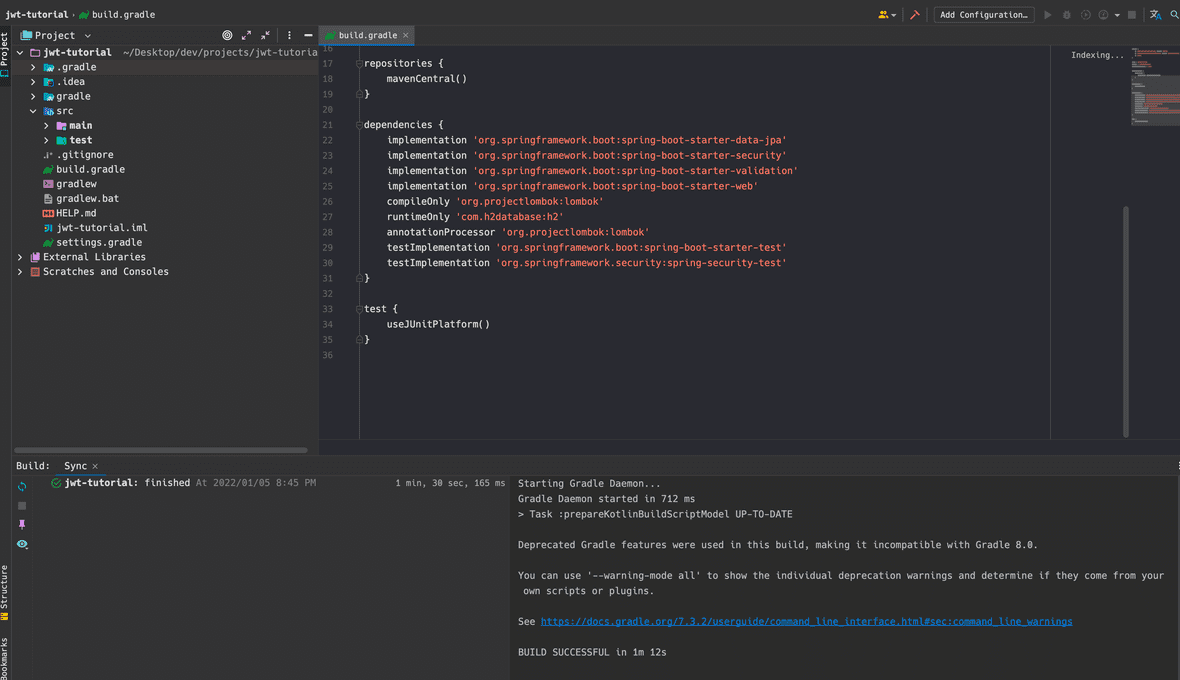 jwt-tutorial › build.gradle
Add Configuration…
Project
Project
build.gradle ×
jwt-tutorial ~/Desktop/dev/projects/jwt-tutoria
.gradle
.idea
gradle
src
main
test
.gitignore
build.gradle
gradlew
gradlew.bat
HELP.md
jwt-tutorial.iml
settings.gradle
External Libraries
Scratches and Consoles
Indexing...
16
17 repositories {
18 mavenCentral()
19 }
20
21 dependencies {
22 implementation 'org.springframework.boot:spring-boot-starter-data-jpa'
23 implementation 'org.springframework.boot:spring-boot-starter-security'
24 implementation 'org.springframework.boot:spring-boot-starter-validation'
25 implementation 'org.springframework.boot:spring-boot-starter-web'
26 compileOnly 'org.projectlombok:lombok'
27 runtimeOnly 'com.h2database:h2'
28 annotationProcessor 'org.projectlombok:lombok'
29 testImplementation 'org.springframework.boot:spring-boot-starter-test'
30 testImplementation 'org.springframework.security:spring-security-test'
31 }
32
33 test {
34 useJUnitPlatform()
35 }
36
Build: Sync ×
jwt-tutorial: finished At 2022/01/05 8:45 PM 1 min, 30 sec, 165 ms
Starting Gradle Daemon...
Gradle Daemon started in 712 ms
> Task :prepareKotlinBuildScriptModel UP-TO-DATE
Deprecated Gradle features were used in this build, making it incompatible with Gradle 8.0.
You can use '--warning-mode all' to show the individual deprecation warnings and determine if they come from your
own scripts or plugins.
See https://docs.gradle.org/7.3.2/userguide/command_line_interface.html#sec:command_line_warnings
BUILD SUCCESSFUL in 1m 12s
Structure
Bookmarks